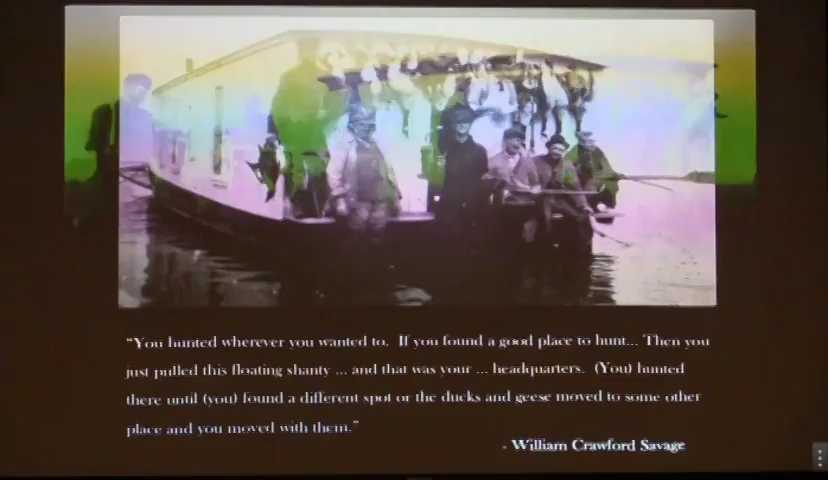 “You hunted wherever you wanted to.  If you found a good place to hunt... Then you
just pulled this floating shanty ... and that was your ... headquarters.  (You) hunted
there until (you) found a different spot or the ducks and geese moved to some other
place and you moved with them.”
- William Crawford Savage